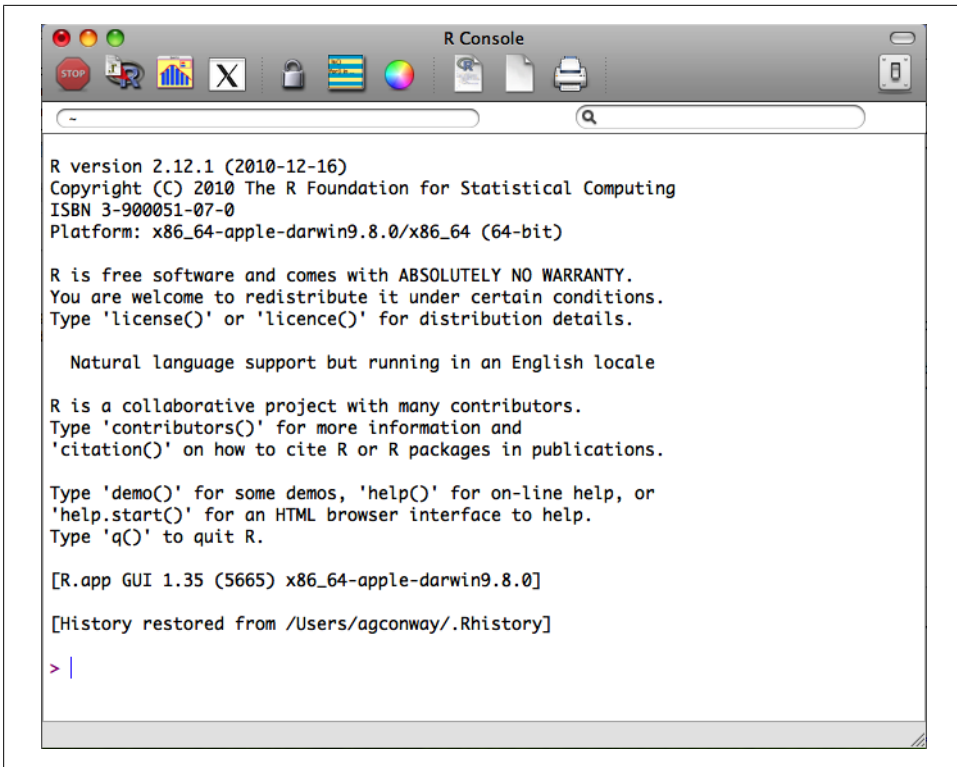 R Console
STOP
R
X
R
~
R version 2.12.1 (2010-12-16)
Copyright (C) 2010 The R Foundation for Statistical Computing
ISBN 3-900051-07-0
Platform: x86_64-apple-darwin9.8.0/x86_64 (64-bit)
R is free software and comes with ABSOLUTELY NO WARRANTY.
You are welcome to redistribute it under certain conditions.
Type 'license()' or 'licence()' for distribution details.
Natural language support but running in an English locale
R is a collaborative project with many contributors.
Type 'contributors()' for more information and
'citation()' on how to cite R or R packages in publications.
Type 'demo()' for some demos, 'help()' for on-line help, or
'help.start()' for an HTML browser interface to help.
Type 'q()' to quit R.
[R.app GUI 1.35 (5665) x86_64-apple-darwin9.8.0]
[History restored from /Users/agconway/.Rhistory]
>